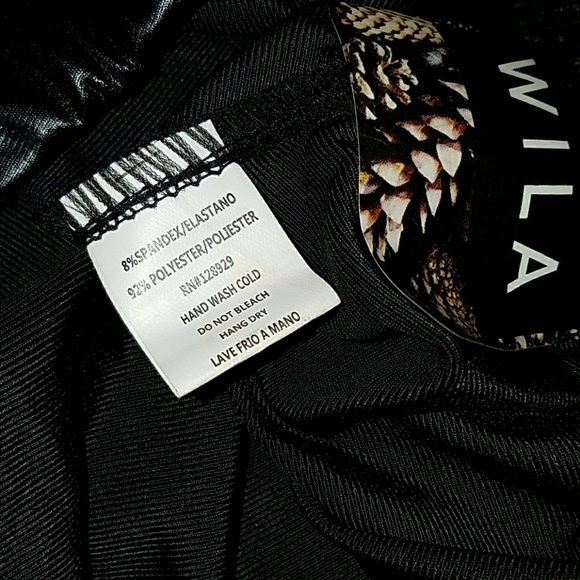 8%SPANDEX/ELASTANO
92% POLYESTER/POLIESTER
RN#128929
HAND WASH COLD
DO NOT BLEACH
HANG DRY
LAVE FRIO A MANO
WILA